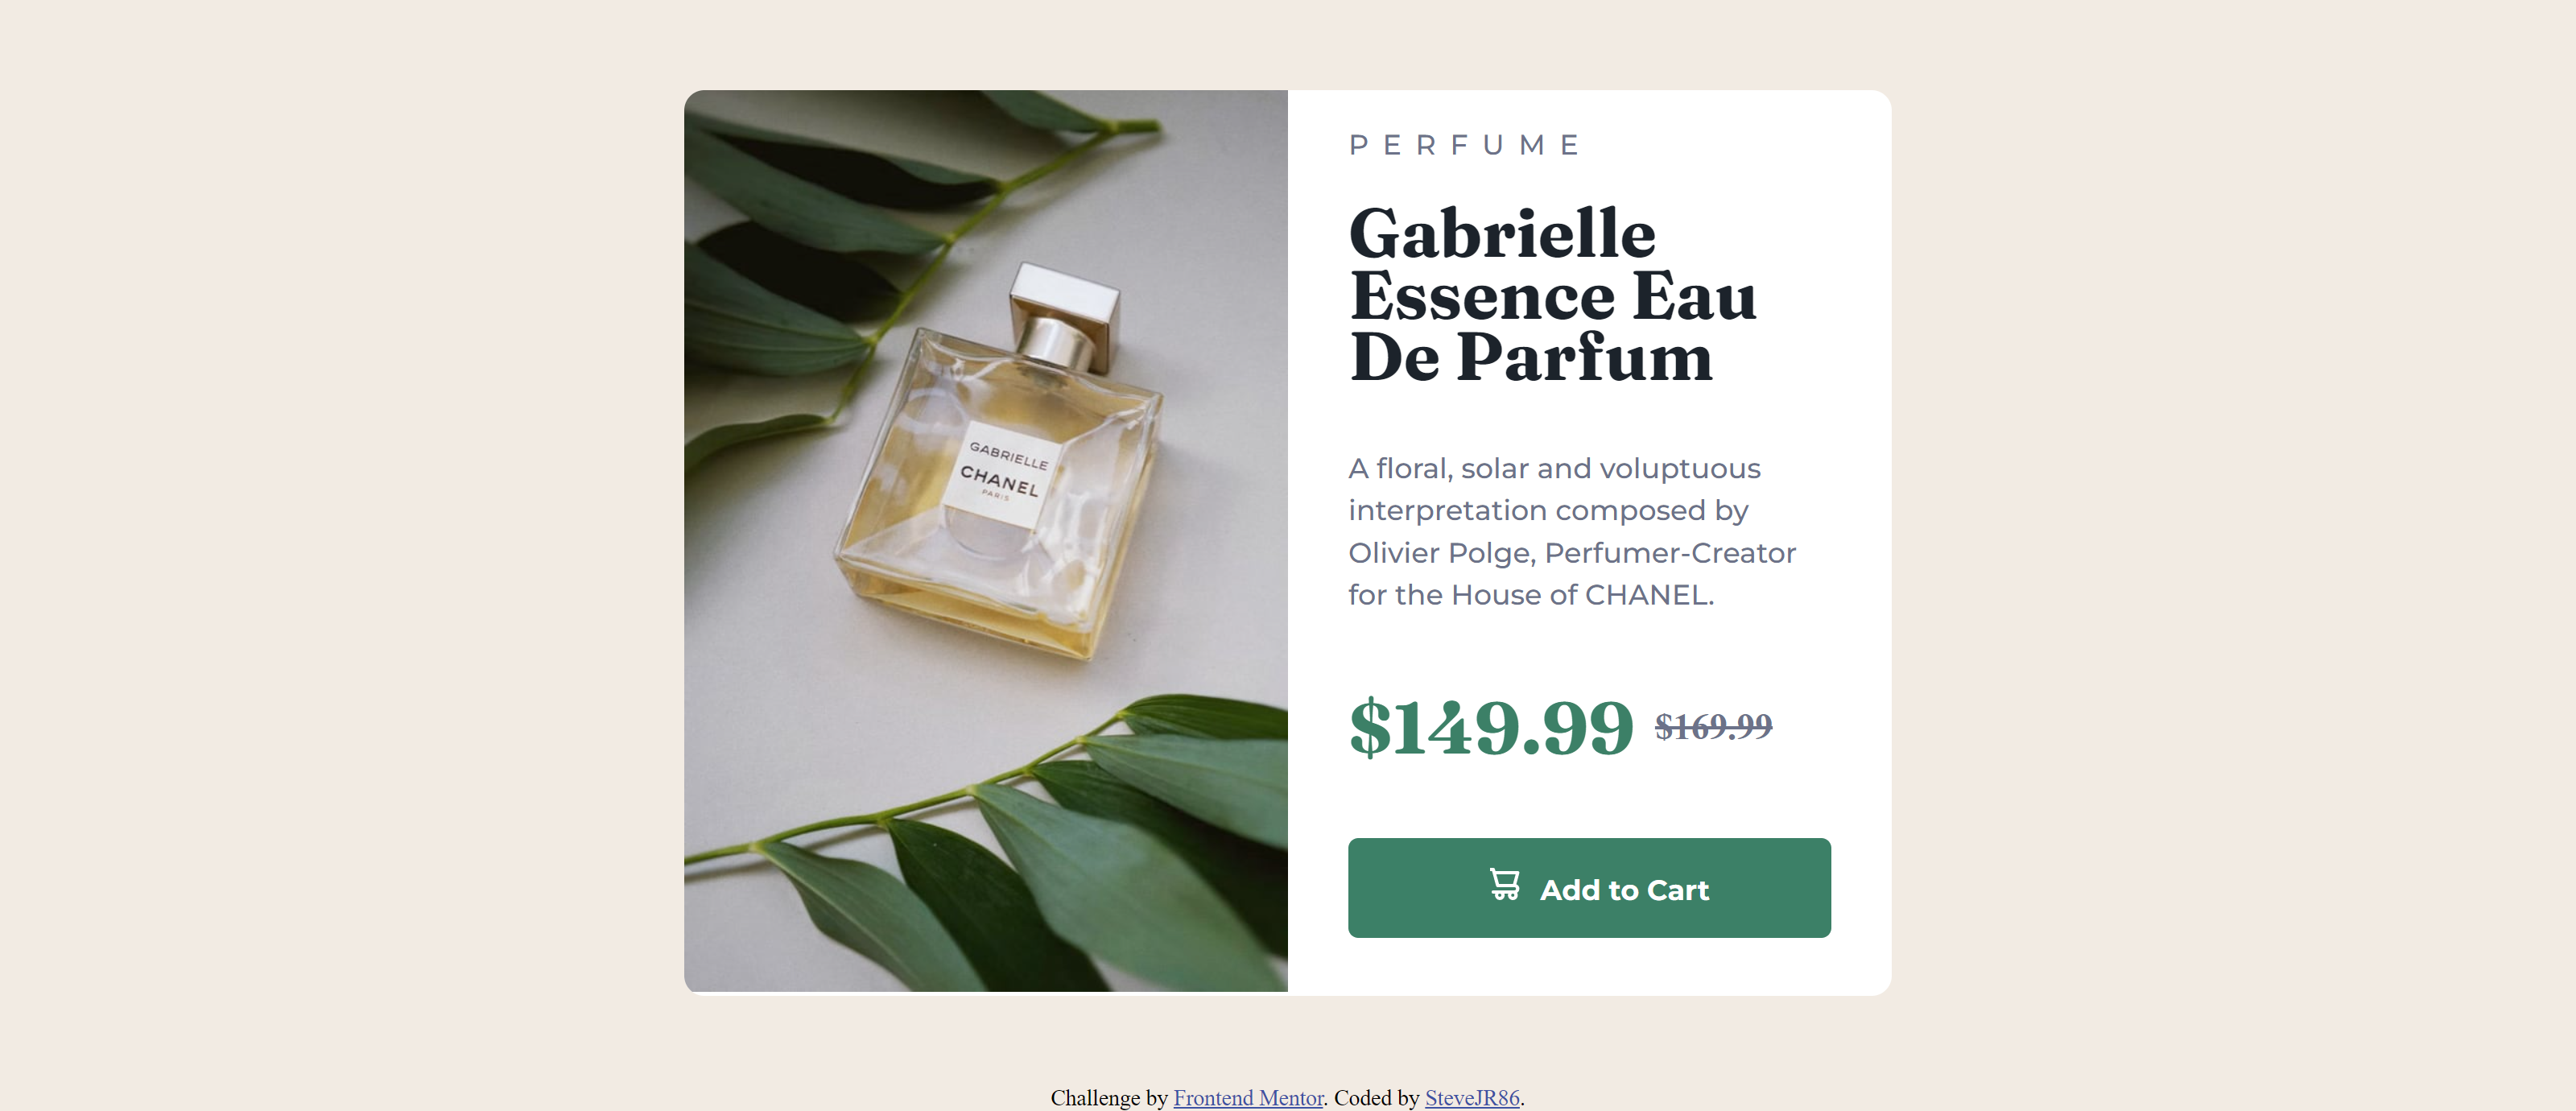 PERFUME
Gabrielle
Essence Eau
De Parfum
GABRIELLE
CHANEL
PARIS
A floral, solar and voluptuous
interpretation composed by
Olivier Polge, Perfumer-Creator
for the House of CHANEL.
$149.99 $169.99
Add to Cart
Challenge by Frontend Mentor. Coded by SteveJR86.